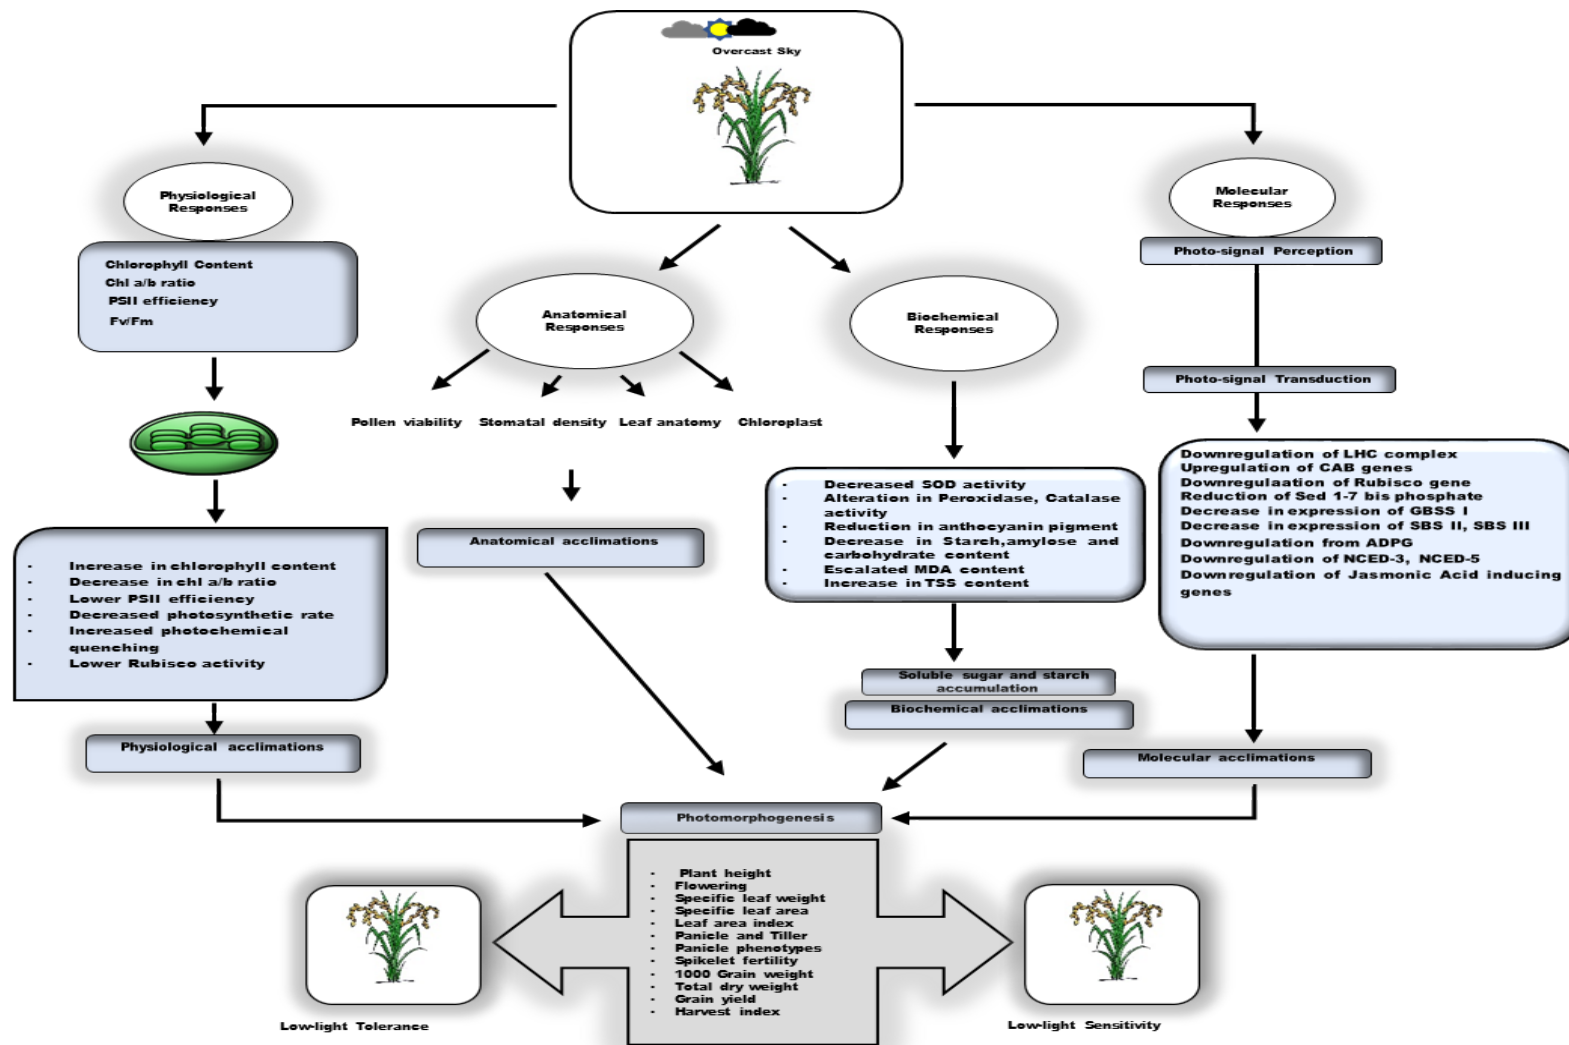 Overcast Sky
Physiological
Responses
Chlorophyll Content
Chl a/b ratio
PSII efficiency
Fv/Fm
- Increase in chlorophyll content
- Decrease in chl a/b ratio
- Lower PSII efficiency
- Decreased photosynthetic rate
- Increased photochemical
quenching
- Lower Rubisco activity
Physiological acclimations
Anatomical
Responses
Pollen viability
Stomatal density
Leaf anatomy
Chloroplast
Anatomical acclimations
Biochemical
Responses
- Decreased SOD activity
- Alteration in Peroxidase, Catalase
activity
- Reduction in anthocyanin pigment
- Decrease in Starch,amylose and
carbohydrate content
- Escalated MDA content
- Increase in TSS content
Soluble sugar and starch
accumulation
Biochemical acclimations
Molecular
Responses
Photo-signal Perception
Photo-signal Transduction
Downregulation of LHC complex
Upregulation of CAB genes
Downregulaation of Rubisco gene
Reduction of Sed 1-7 bis phosphate
Decrease in expression of GBSS I
Decrease in expression of SBS II, SBS III
Downregulation from ADPG
Downregulation of NCED-3, NCED-5
Downregulation of Jasmonic Acid inducing
genes
Molecular acclimations
Photomorphogenesis
- Plant height
- Flowering
- Specific leaf weight
- Specific leaf area
- Leaf area index
- Panicle and Tiller
- Panicle phenotypes
- Spikelet fertility
- 1000 Grain weight
- Total dry weight
- Grain yield
- Harvest index
Low-light Tolerance
Low-light Sensitivity